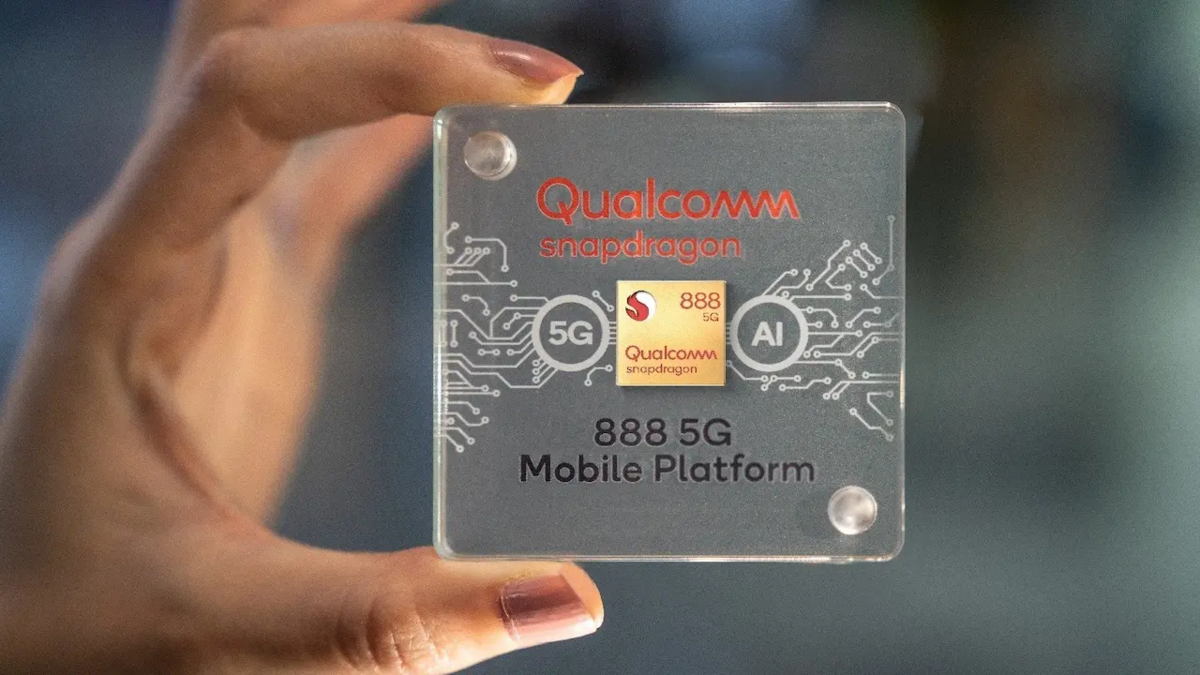 Qualcomm
snapdragon
5G
888
5G
Qualcomm
snapdragon
AI
888 5G
Mobile Platform